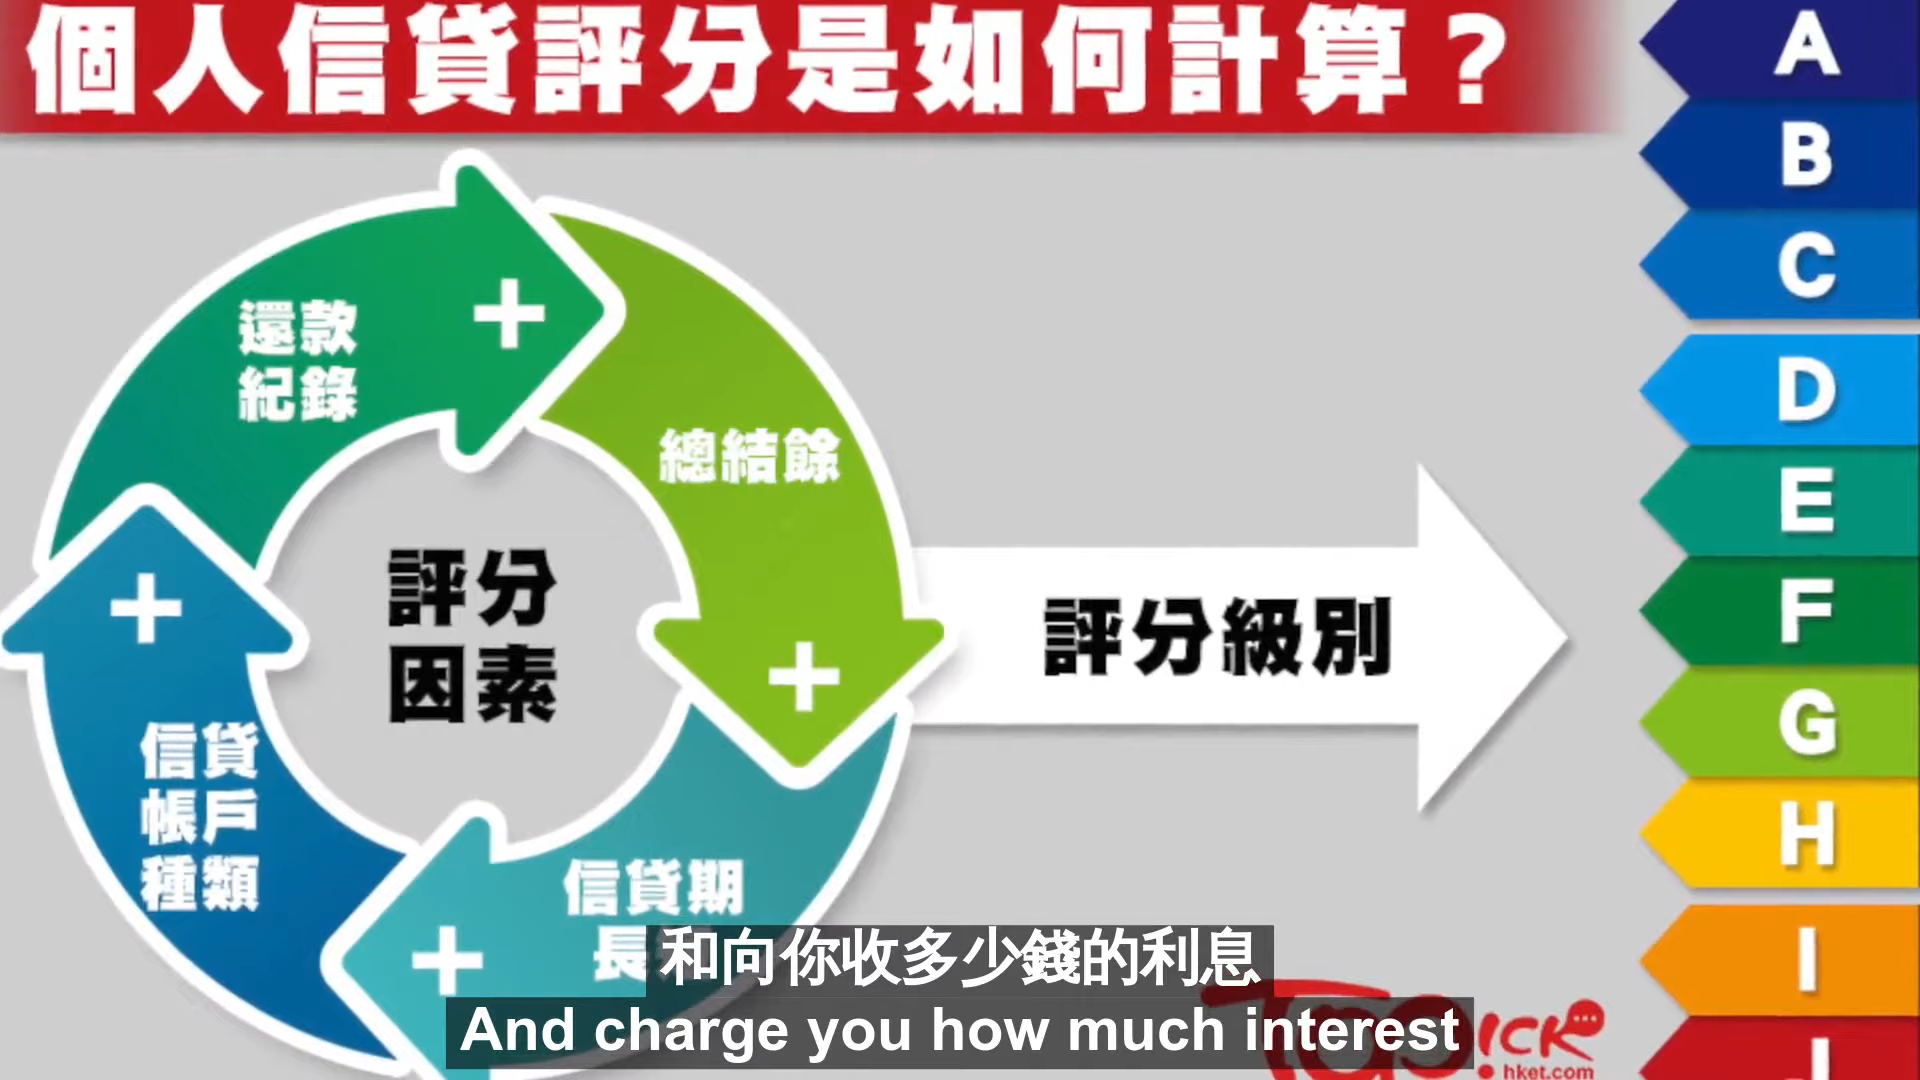 個人信貸評分是如何計算？
還款
紀錄
+
總結餘
+
評分
因素
+
信貸
帳戶
種類
信貸期
長
+
評分級別
A
B
C
D
E
F
G
H
I
J
和向你收多少錢的利息
And charge you how much interest
TOPick
hket.com